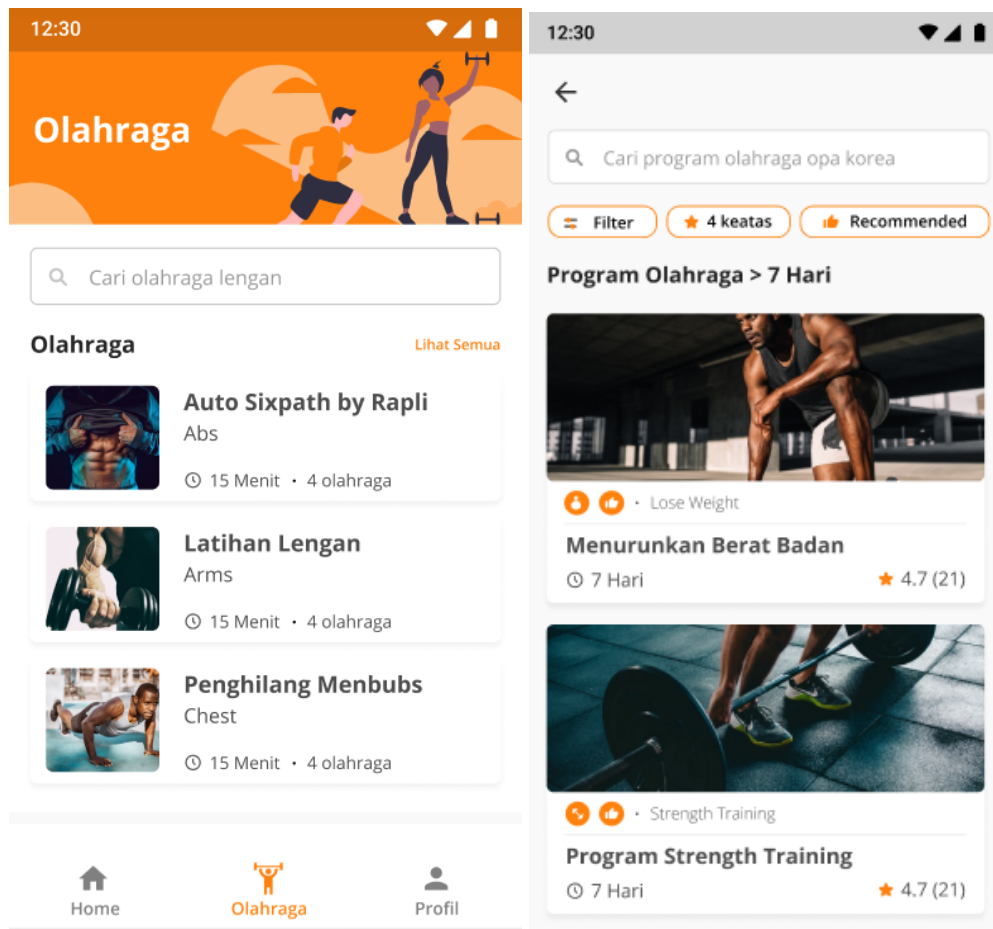 12:30
Olahraga
Cari olahraga lengan
Olahraga
Lihat Semua
Auto Sixpath by Rapli
Abs
15 Menit • 4 olahraga
Latihan Lengan
Arms
15 Menit • 4 olahraga
Penghilang Menbubs
Chest
15 Menit • 4 olahraga
Home
Olahraga
Profil
12:30
Cari program olahraga opa korea
Filter
4 keatas
Recommended
Program Olahraga > 7 Hari
• Lose Weight
Menurunkan Berat Badan
7 Hari
4.7 (21)
• Strength Training
Program Strength Training
7 Hari
4.7 (21)